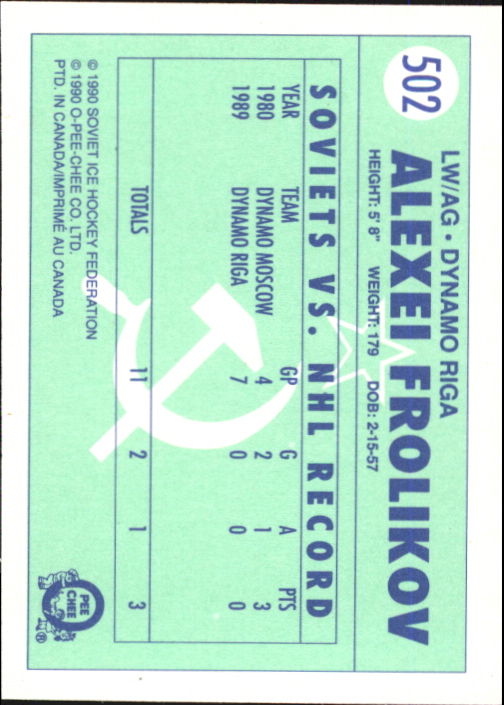 502
LW/AG • DYNAMO RIGA
ALEXEI FROLIKOV
HEIGHT: 5' 8" WEIGHT: 179 DOB: 2-15-57
SOVIETS VS. NHL RECORD
YEAR TEAM GP G A PTS
1980 DYNAMO MOSCOW 4 2 1 3
1989 DYNAMO RIGA 7 0 0 0
TOTALS 11 2 1 3
© 1990 SOVIET ICE HOCKEY FEDERATION
© 1990 O-PEE-CHEE CO. LTD.
PTD. IN CANADA/IMPRIMÉ AU CANADA
O
PEE
CHEE
®